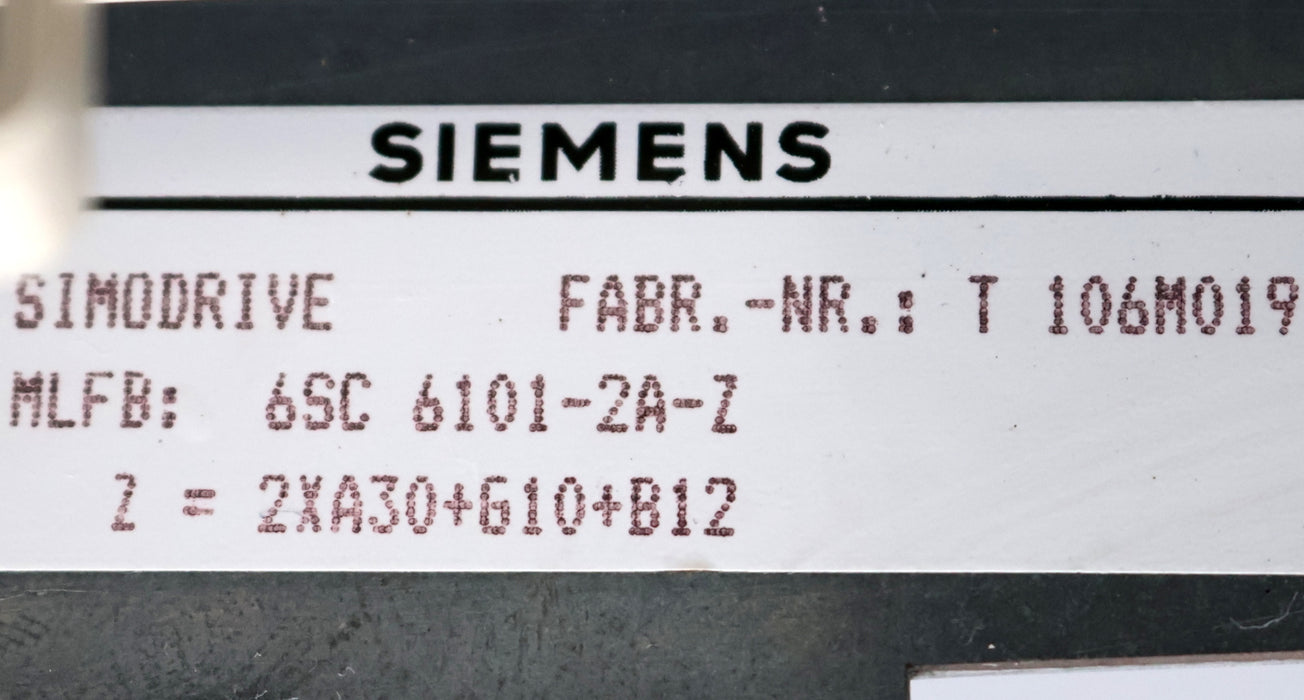 SIEMENS
SIMODRIVE FABR.-NR.: T 106M019
MLFB: 6SC 6101-2A-Z
Z = 2XA30+G10+B12